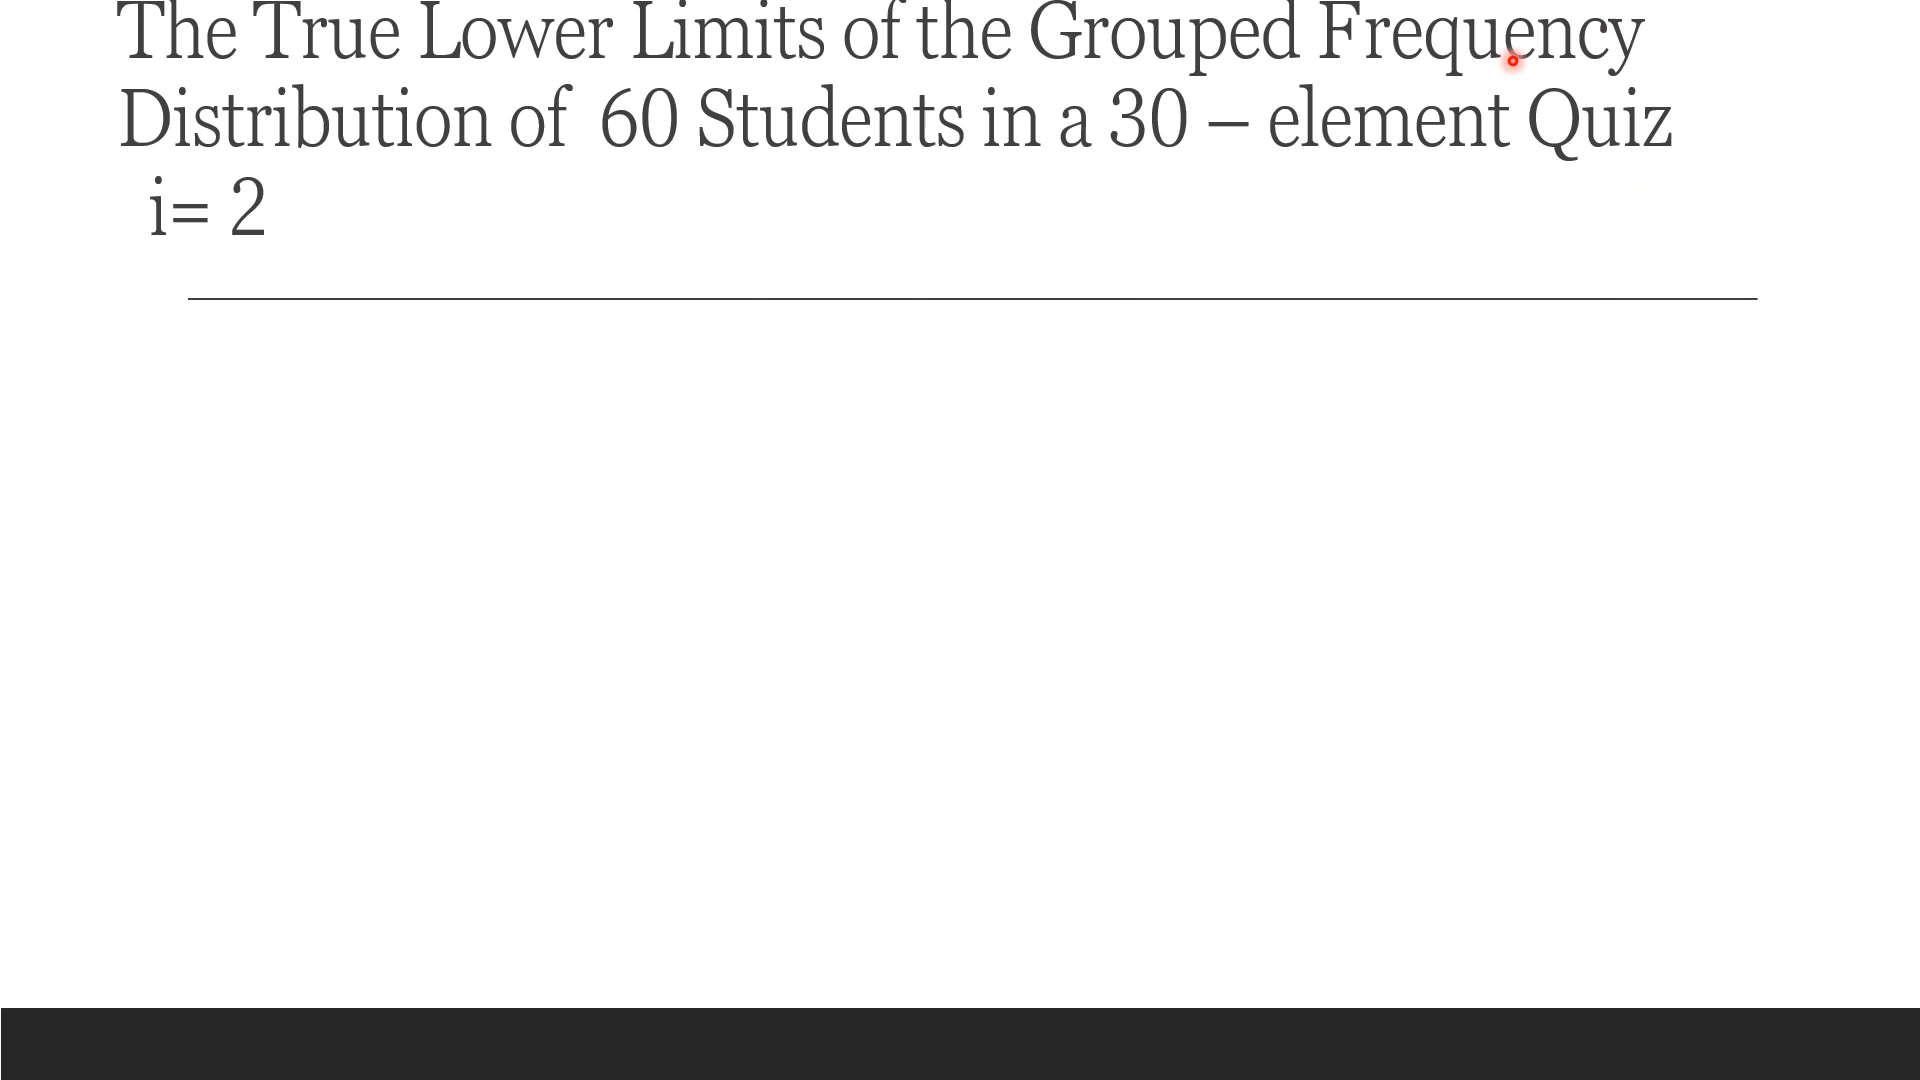 The True Lower Limits of the Grouped Frequency
Distribution of 60 Students in a 30 – element Quiz
i= 2